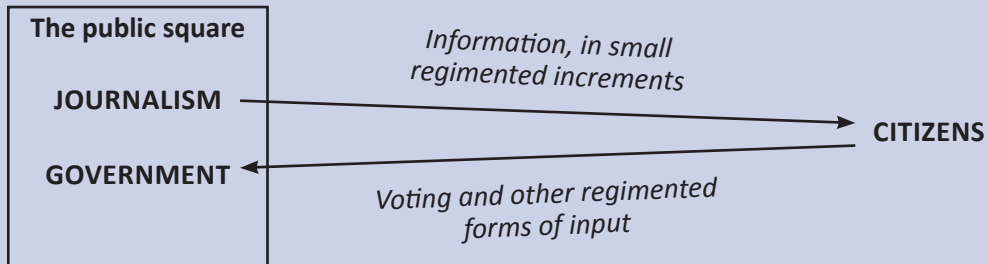 The public square
JOURNALISM
GOVERNMENT
Information, in small
regimented increments
CITIZENS
Voting and other regimented
forms of input